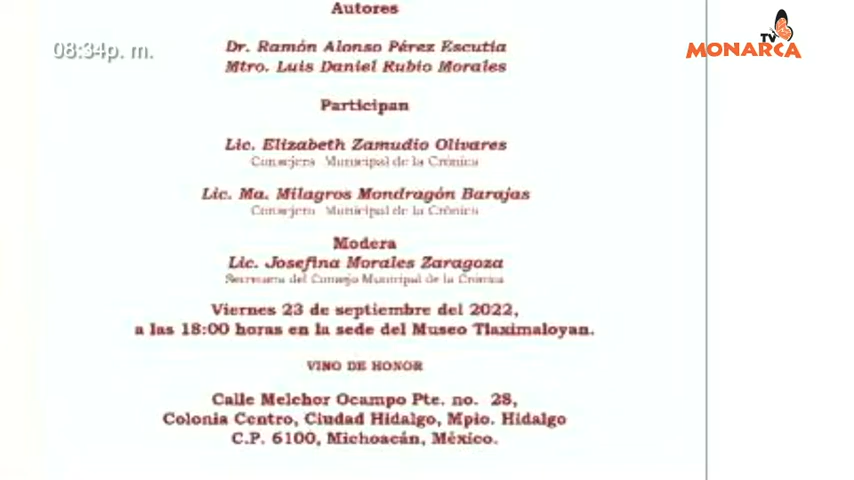 Autores
08:34p. m.
TV
MONARCA
Dr. Ramón Alonso Pérez Escutia
Mtro. Luis Daniel Rubio Morales
Participan
Lic. Elizabeth Zamudio Olivares
Consejera Municipal de la Crónica
Lic. Ma. Milagros Mondragón Barajas
Consejera Municipal de la Crónica
Modera
Lic. Josefina Morales Zaragoza
Secretaria del Consejo Municipal de la Crónica
Viernes 23 de septiembre del 2022,
a las 18:00 horas en la sede del Museo Tlaximaloyan.
VINO DE HONOR
Calle Melchor Ocampo Pte. no. 28,
Colonia Centro, Ciudad Hidalgo, Mpio. Hidalgo
C.P. 6100, Michoacán, México.